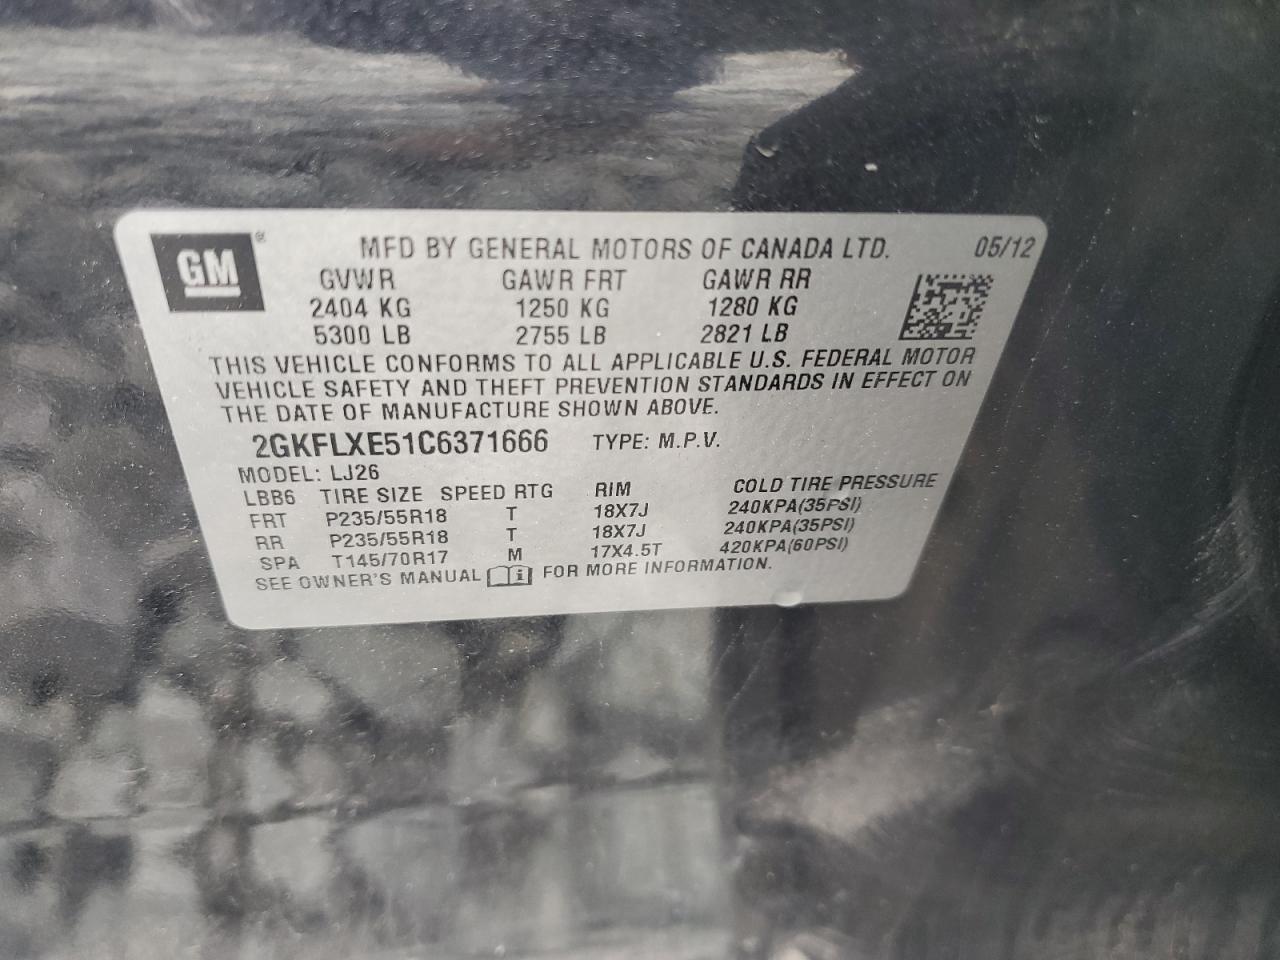 GM®
MFD BY GENERAL MOTORS OF CANADA LTD. 05/12
GVWR GAWR FRT GAWR RR
2404 KG 1250 KG 1280 KG
5300 LB 2755 LB 2821 LB
THIS VEHICLE CONFORMS TO ALL APPLICABLE U.S. FEDERAL MOTOR
VEHICLE SAFETY AND THEFT PREVENTION STANDARDS IN EFFECT ON
THE DATE OF MANUFACTURE SHOWN ABOVE.
2GKFLXE51C6371666 TYPE: M.P.V.
MODEL: LJ26
LBB6 TIRE SIZE SPEED RTG RIM COLD TIRE PRESSURE
FRT P235/55R18 T 18X7J 240KPA(35PSI)
RR P235/55R18 T 18X7J 240KPA(35PSI)
SPA T145/70R17 M 17X4.5T 420KPA(60PSI)
SEE OWNER'S MANUAL i FOR MORE INFORMATION.